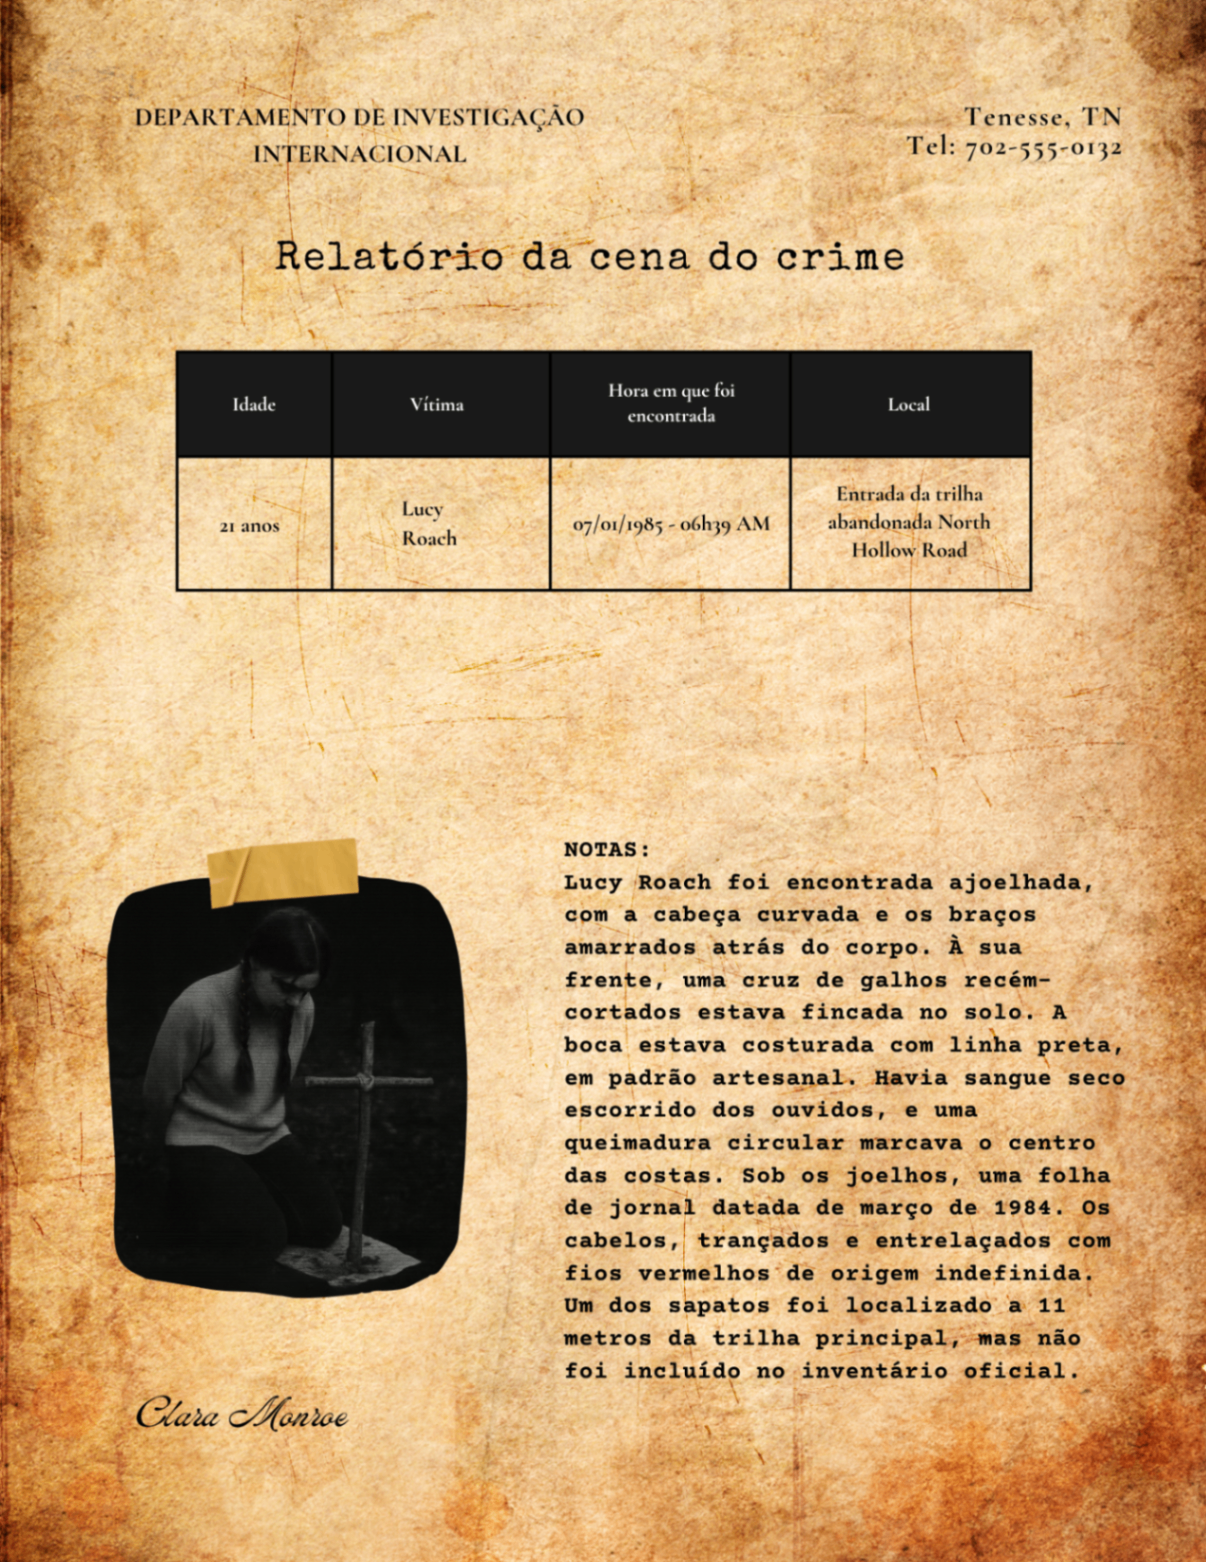 DEPARTAMENTO DE INVESTIGAÇÃO
INTERNACIONAL
Tenesse, TN
Tel: 702-555-0132
Relatório da cena do crime
Idade
Vítima
Hora em que foi
encontrada
Local
21 anos
Lucy
Roach
07/01/1985 - 06h39 AM
Entrada da trilha
abandonada North
Hollow Road
NOTAS:
Lucy Roach foi encontrada ajoelhada,
com a cabeça curvada e os braços
amarrados atrás do corpo. À sua
frente, uma cruz de galhos recém-
cortados estava fincada no solo. A
boca estava costurada com linha preta,
em padrão artesanal. Havia sangue seco
escorrido dos ouvidos, e uma
queimadura circular marcava o centro
das costas. Sob os joelhos, uma folha
de jornal datada de março de 1984. Os
cabelos, trançados e entrelaçados com
fios vermelhos de origem indefinida.
Um dos sapatos foi localizado a 11
metros da trilha principal, mas não
foi incluído no inventário oficial.
Clara Monroe